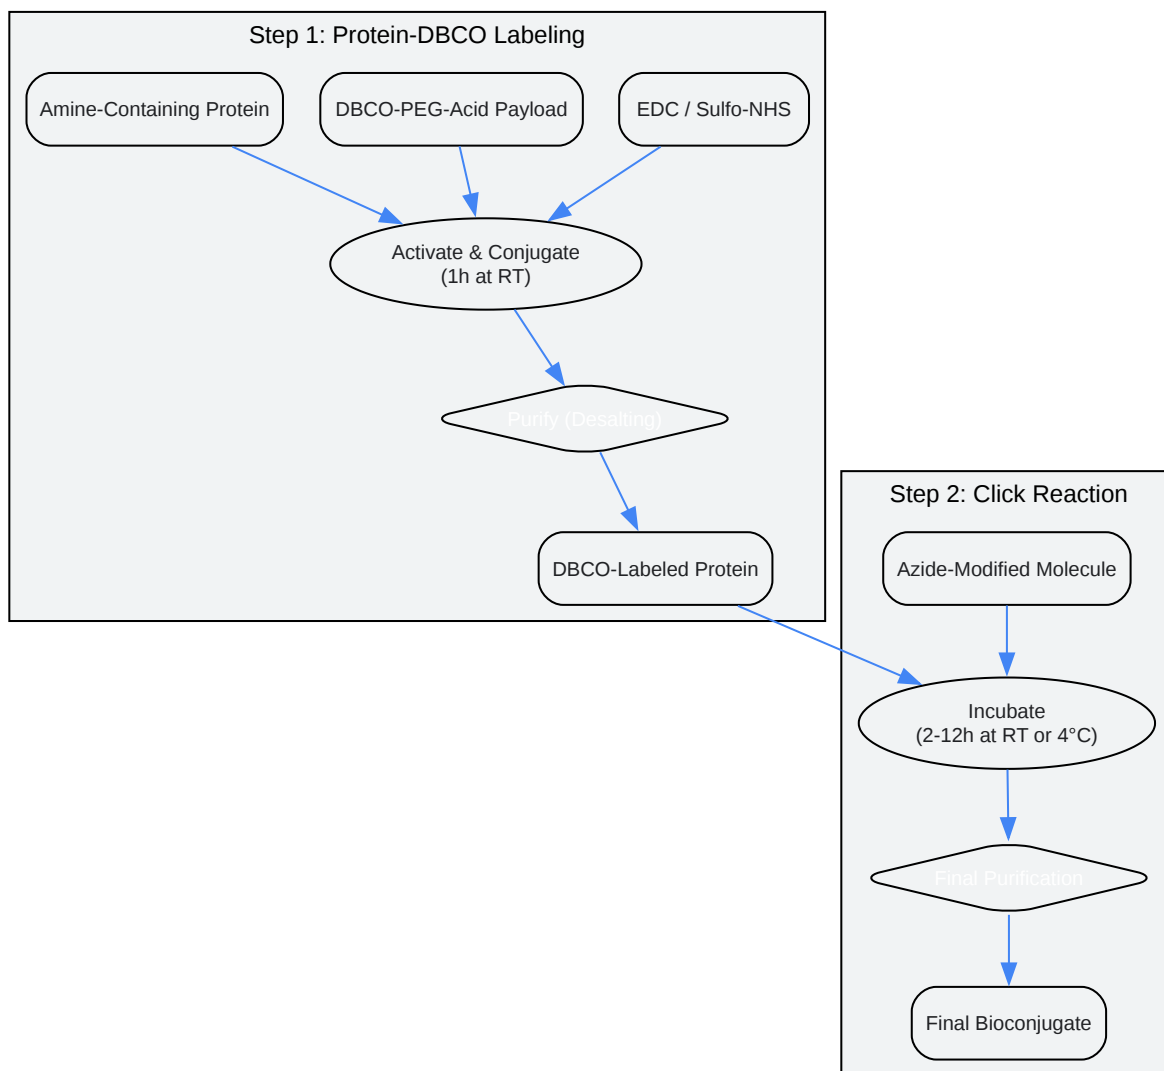 Step 1: Protein-DBCO Labeling
Amine-Containing Protein
DBCO-PEG-Acid Payload
EDC / Sulfo-NHS
Activate & Conjugate
(1h at RT)
Purify (Desalting)
DBCO-Labeled Protein
Step 2: Click Reaction
Azide-Modified Molecule
Incubate
(2-12h at RT or 4°C)
Final Purification
Final Bioconjugate